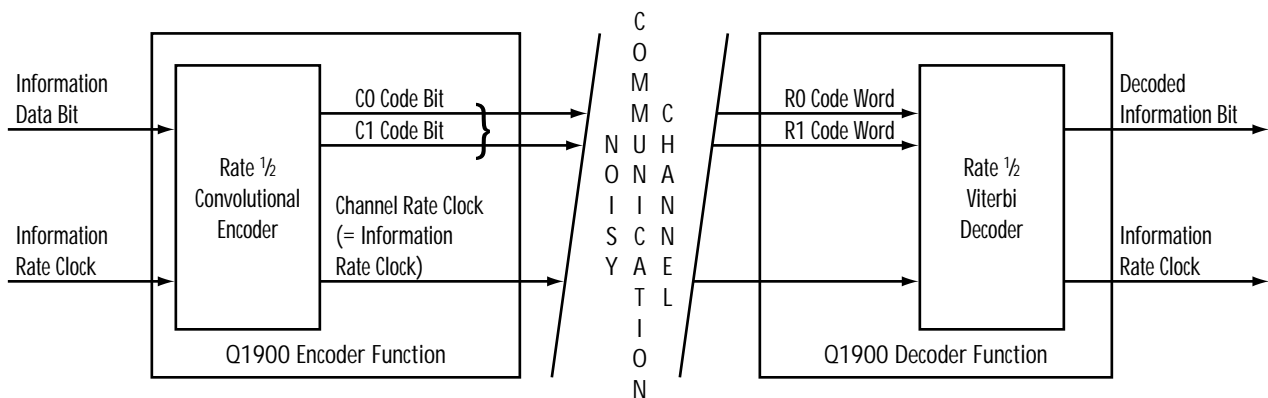 Information
Data Bit
Information
Rate Clock
Rate ½
Convolutional
Encoder
C0 Code Bit
C1 Code Bit
}
Channel Rate Clock
(= Information
Rate Clock)
Q1900 Encoder Function
NOISY
COMMUNICATION
CHANNEL
R0 Code Word
R1 Code Word
Rate ½
Viterbi
Decoder
Q1900 Decoder Function
Decoded
Information Bit
Information
Rate Clock